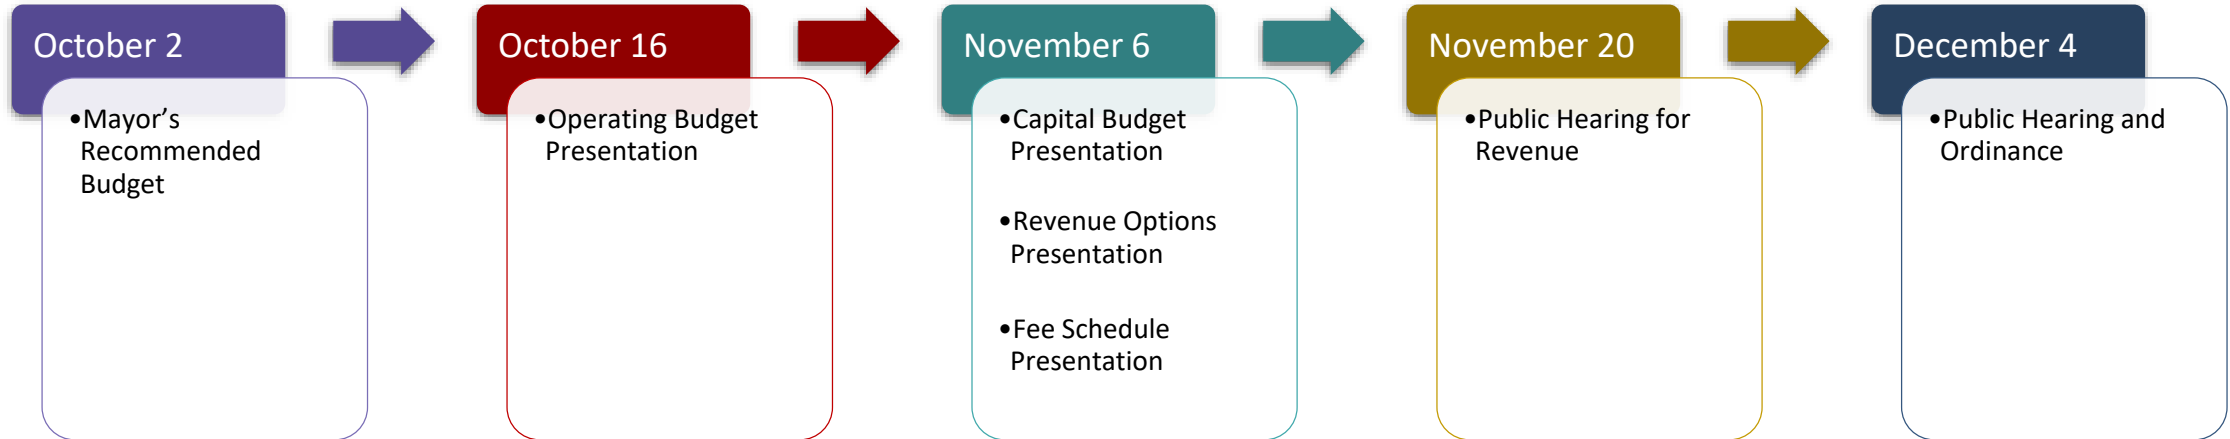 October 2
•Mayor’s
Recommended
Budget
October 16
•Operating Budget
Presentation
November 6
•Capital Budget
Presentation
•Revenue Options
Presentation
•Fee Schedule
Presentation
November 20
•Public Hearing for
Revenue
December 4
•Public Hearing and
Ordinance